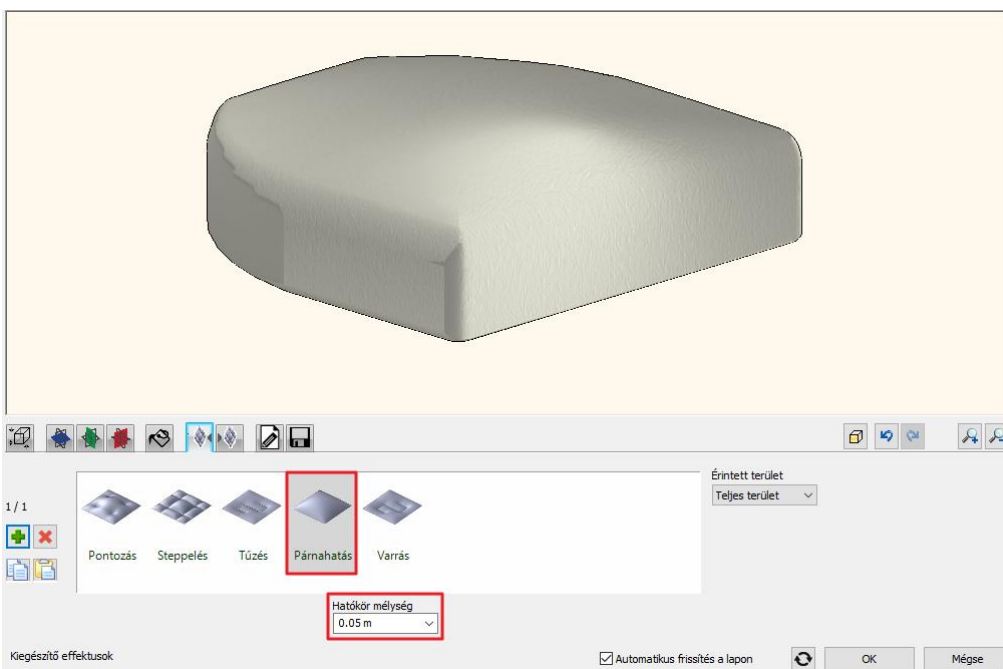 Érintett terület
Teljes terület
1 / 1
Pontozás Steppelés Tűzés Párnahatás Varrás
Hatókör mélység
0.05 m
Kiegészítő effektusok
Automatikus frissítés a lapon
OK
Mégse